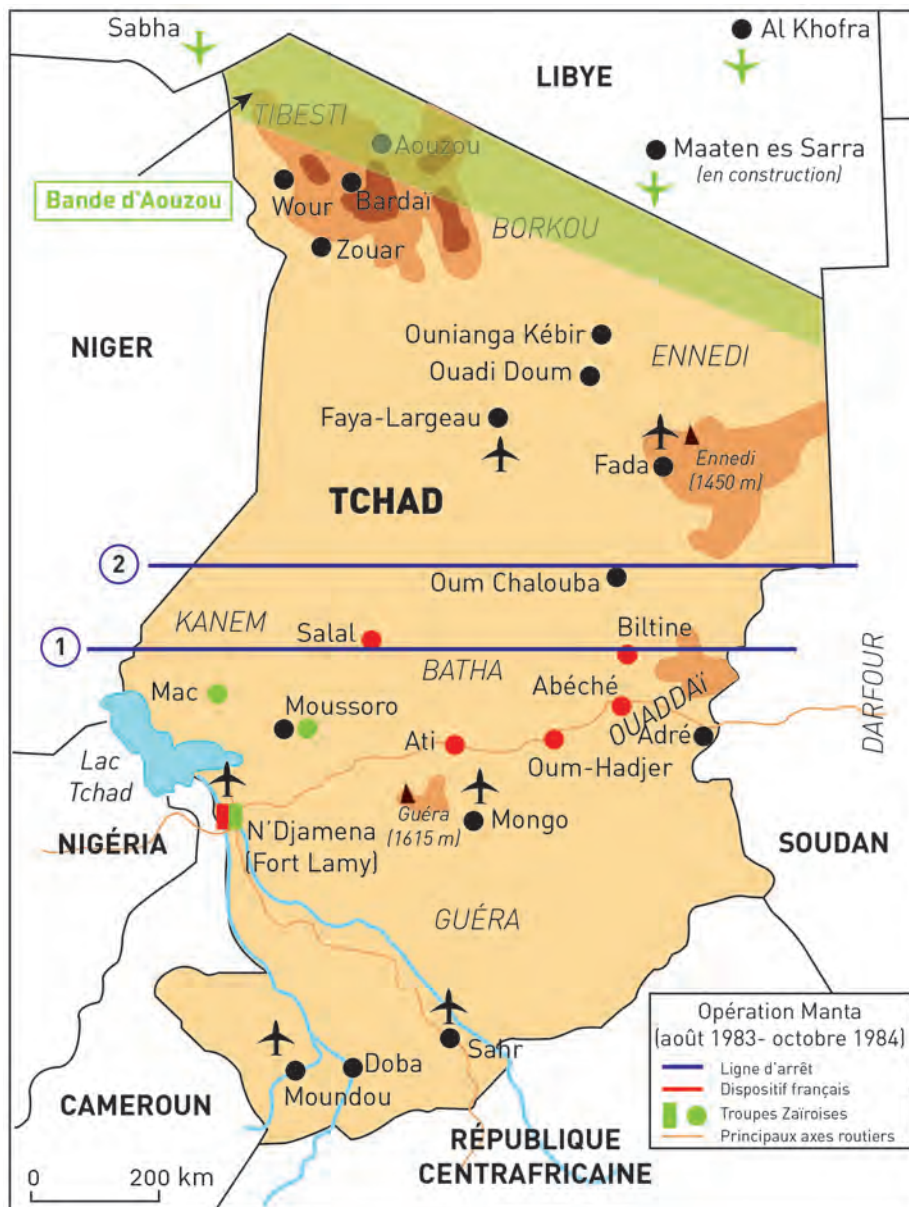 Sabha
Al Khofra
LIBYE
TIBESTI
Aouzou
Maaten es Sarra
(en construction)
Bande d'Aouzou
Wour
Bardaï
BORKOU
Zouar
NIGER
Ounianga Kébir
ENNEDI
Ouadi Doum
Faya-Largeau
Fada
Ennedi
(1450 m)
TCHAD
2
Oum Chalouba
KANEM
Salal
Biltine
1
BATHA
DARFOUR
Mac
Abéché
OUADDAÏ
Moussoro
Ati
Adré
Oum-Hadjer
Lac
Tchad
Guéra
(1615 m)
Mongo
NIGÉRIA
N'Djamena
(Fort Lamy)
SOUDAN
GUÉRA
Sahr
Doba
Moundou
CAMEROUN
RÉPUBLIQUE
CENTRAFRICAINE
0 200 km
Opération Manta
(août 1983- octobre 1984)
Ligne d'arrêt
Dispositif français
Troupes Zaïroises
Principaux axes routiers